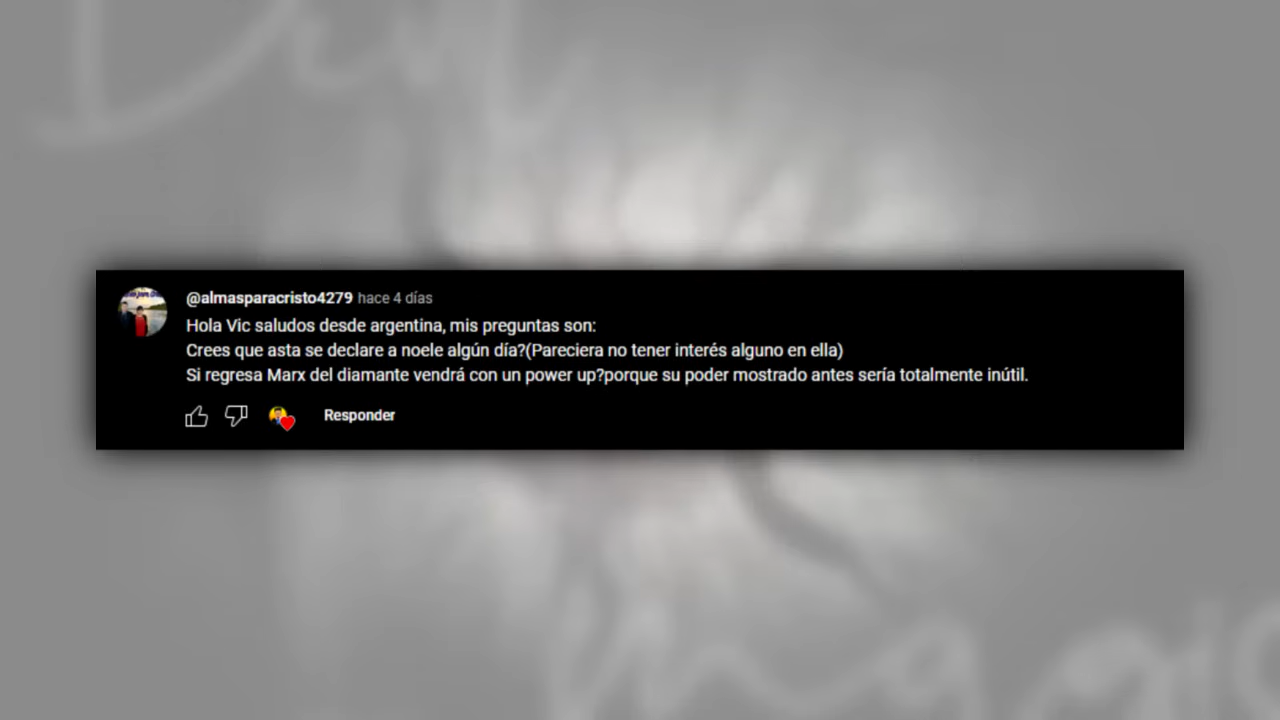 @almasparacristo4279 hace 4 días
Hola Vic saludos desde argentina, mis preguntas son:
Crees que asta se declare a noele algún día?(Pareciera no tener interés alguno en ella)
Si regresa Marx del diamante vendrá con un power up?porque su poder mostrado antes sería totalmente inútil.
Responder